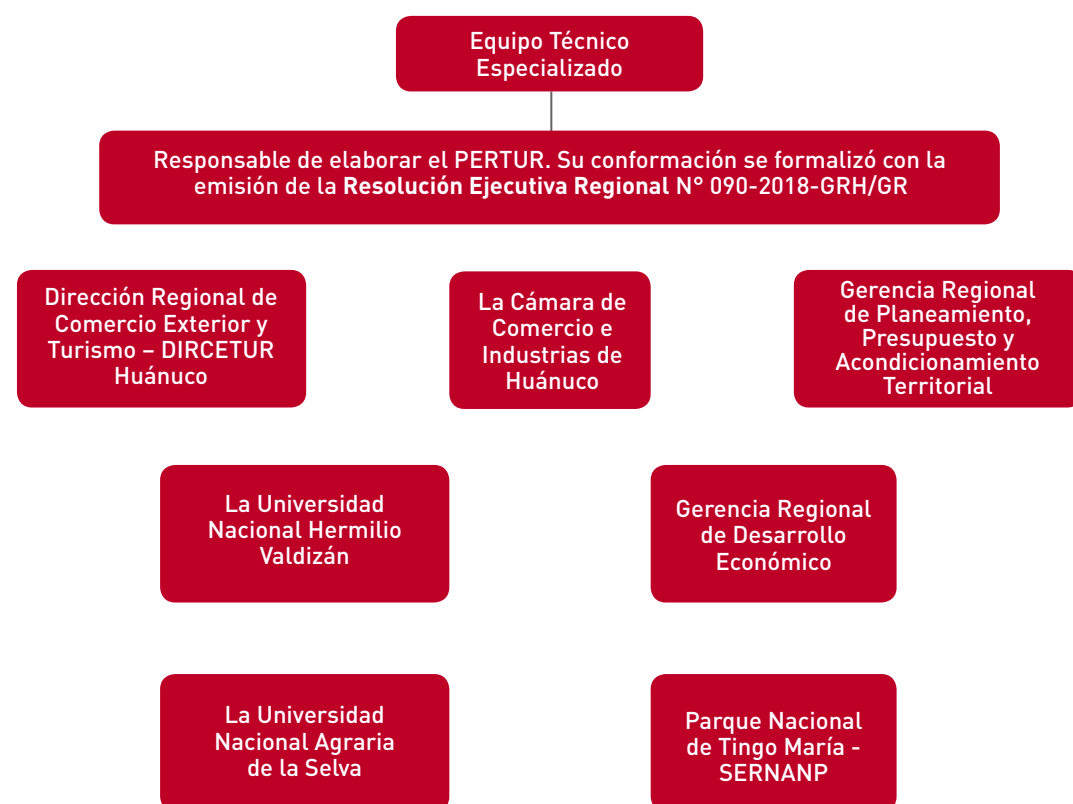 Equipo Técnico
Especializado
Responsable de elaborar el PERTUR. Su conformación se formalizó con la
emisión de la Resolución Ejecutiva Regional N° 090-2018-GRH/GR
Dirección Regional de
Comercio Exterior y
Turismo – DIRCETUR
Huánuco
La Cámara de
Comercio e
Industrias de
Huánuco
Gerencia Regional
de Planeamiento,
Presupuesto y
Acondicionamiento
Territorial
La Universidad
Nacional Hermilio
Valdizán
Gerencia Regional
de Desarrollo
Económico
La Universidad
Nacional Agraria
de la Selva
Parque Nacional
de Tingo María -
SERNANP